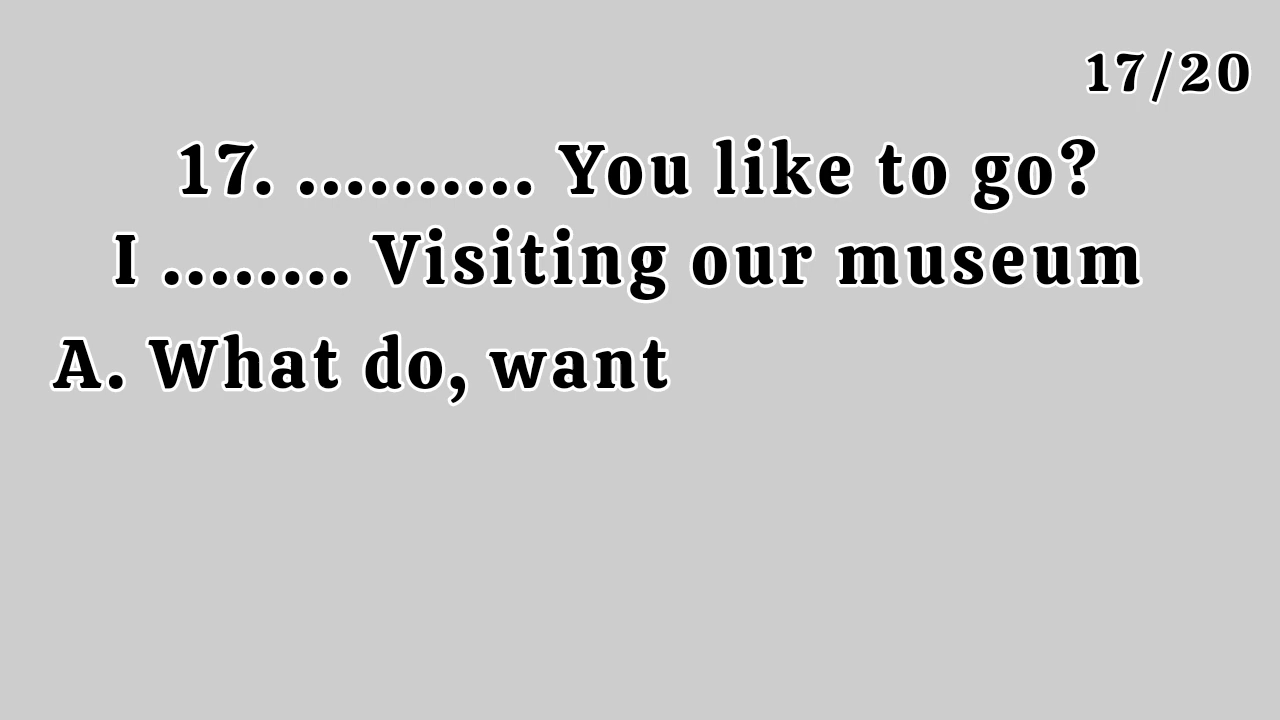 17/20
17. .......... You like to go?
I ........ Visiting our museum
A. What do, want